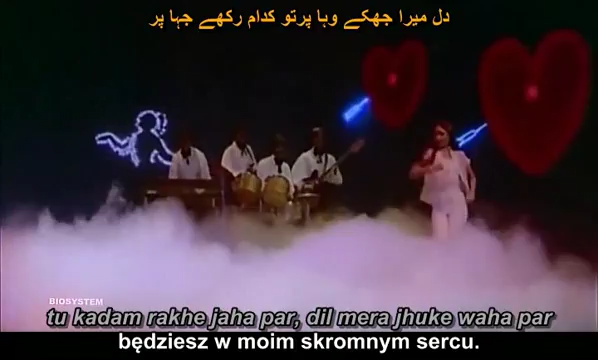 دل میرا جھکے وہا پرتو کدام رکھے جہا پر
BIOSYSTEM
tu kadam rakhe jaha par, dil mera jhuke waha par
będziesz w moim skromnym sercu.